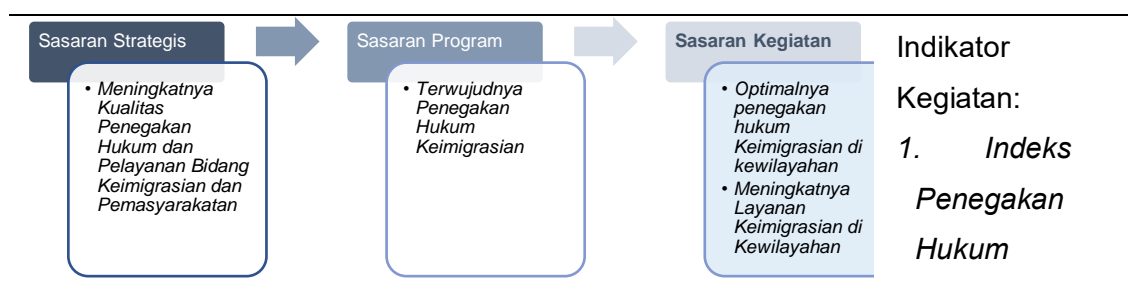 Sasaran Strategis
• Meningkatnya
Kualitas
Penegakan
Hukum dan
Pelayanan Bidang
Keimigrasian dan
Pemasyarakatan
Sasaran Program
• Terwujudnya
Penegakan
Hukum
Keimigrasian
Sasaran Kegiatan
• Optimalnya
penegakan
hukum
Keimigrasian di
kewilayahan
• Meningkatnya
Layanan
Keimigrasian di
Kewilayahan
Indikator
Kegiatan:
1. Indeks
Penegakan
Hukum